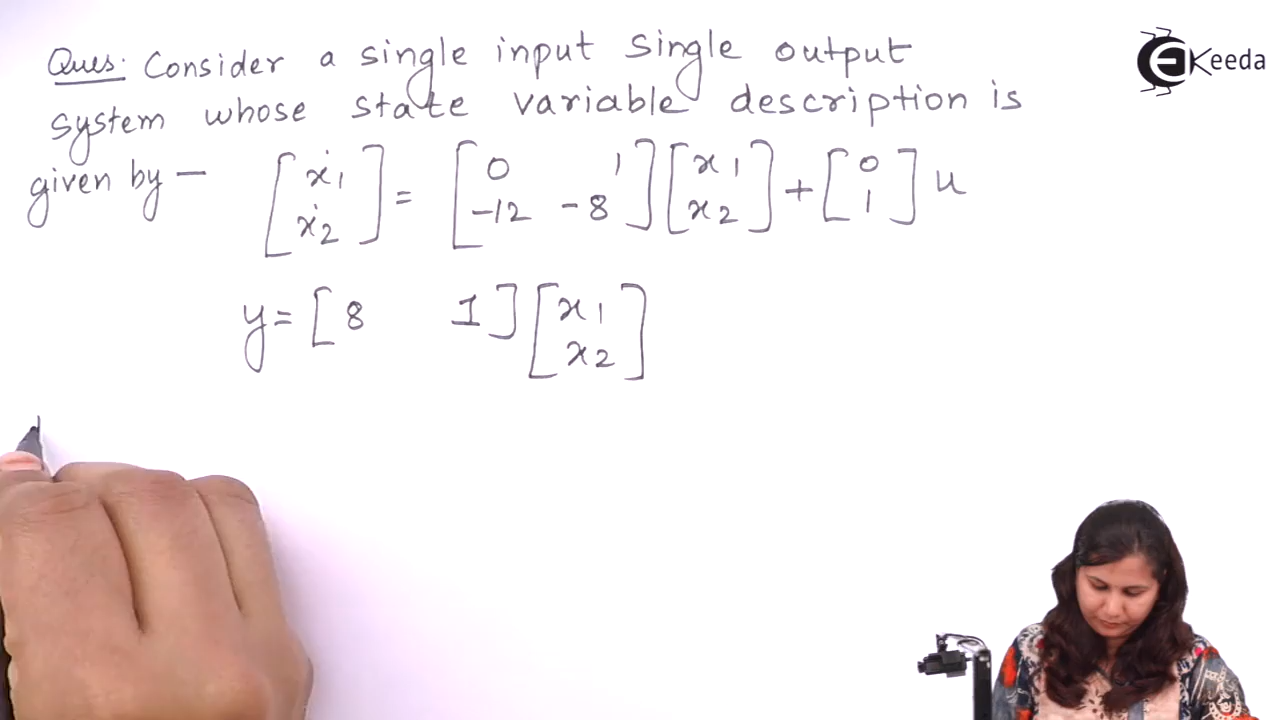 Ques. Consider a single input single output
system whose state variable description is
given by - [ẋ1 ẋ2] = [0 1 -12 -8] [x1 x2] + [0 1] u
y = [8 1] [x1 x2]
EKeeda